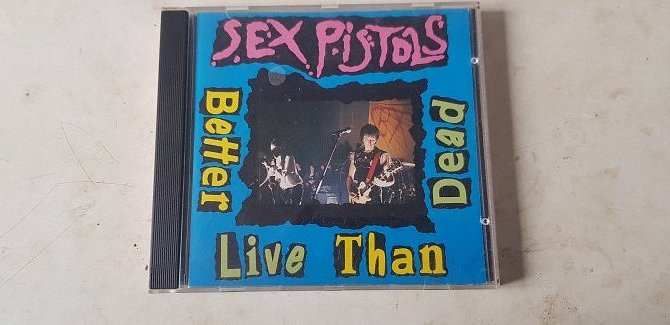 SEX PiSTOLS
Better
Live Than
Dead